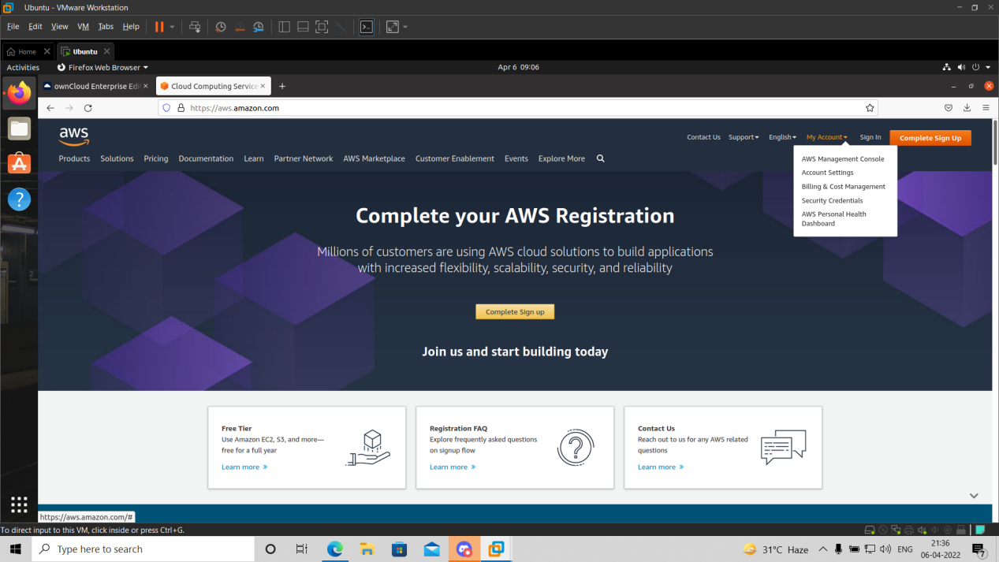 Ubuntu - VMware Workstation
File Edit View VM Tabs Help
Home Ubuntu
Activities Firefox Web Browser Apr 6 09:06
ownCloud Enterprise Edit Cloud Computing Service
https://aws.amazon.com
aws
Contact Us Support English My Account Sign In Complete Sign Up
Products Solutions Pricing Documentation Learn Partner Network AWS Marketplace Customer Enablement Events Explore More
AWS Management Console
Account Settings
Billing & Cost Management
Security Credentials
AWS Personal Health
Dashboard
Complete your AWS Registration
Millions of customers are using AWS cloud solutions to build applications
with increased flexibility, scalability, security, and reliability
Complete Sign up
Join us and start building today
Free Tier
Use Amazon EC2, S3, and more—
free for a full year
Learn more »
Registration FAQ
Explore frequently asked questions
on signup flow
Learn more »
Contact Us
Reach out to us for any AWS related
questions
Learn more »
https://aws.amazon.com/#
To direct input to this VM, click inside or press Ctrl+G.
Type here to search
31°C Haze
ENG
21:36
06-04-2022
7